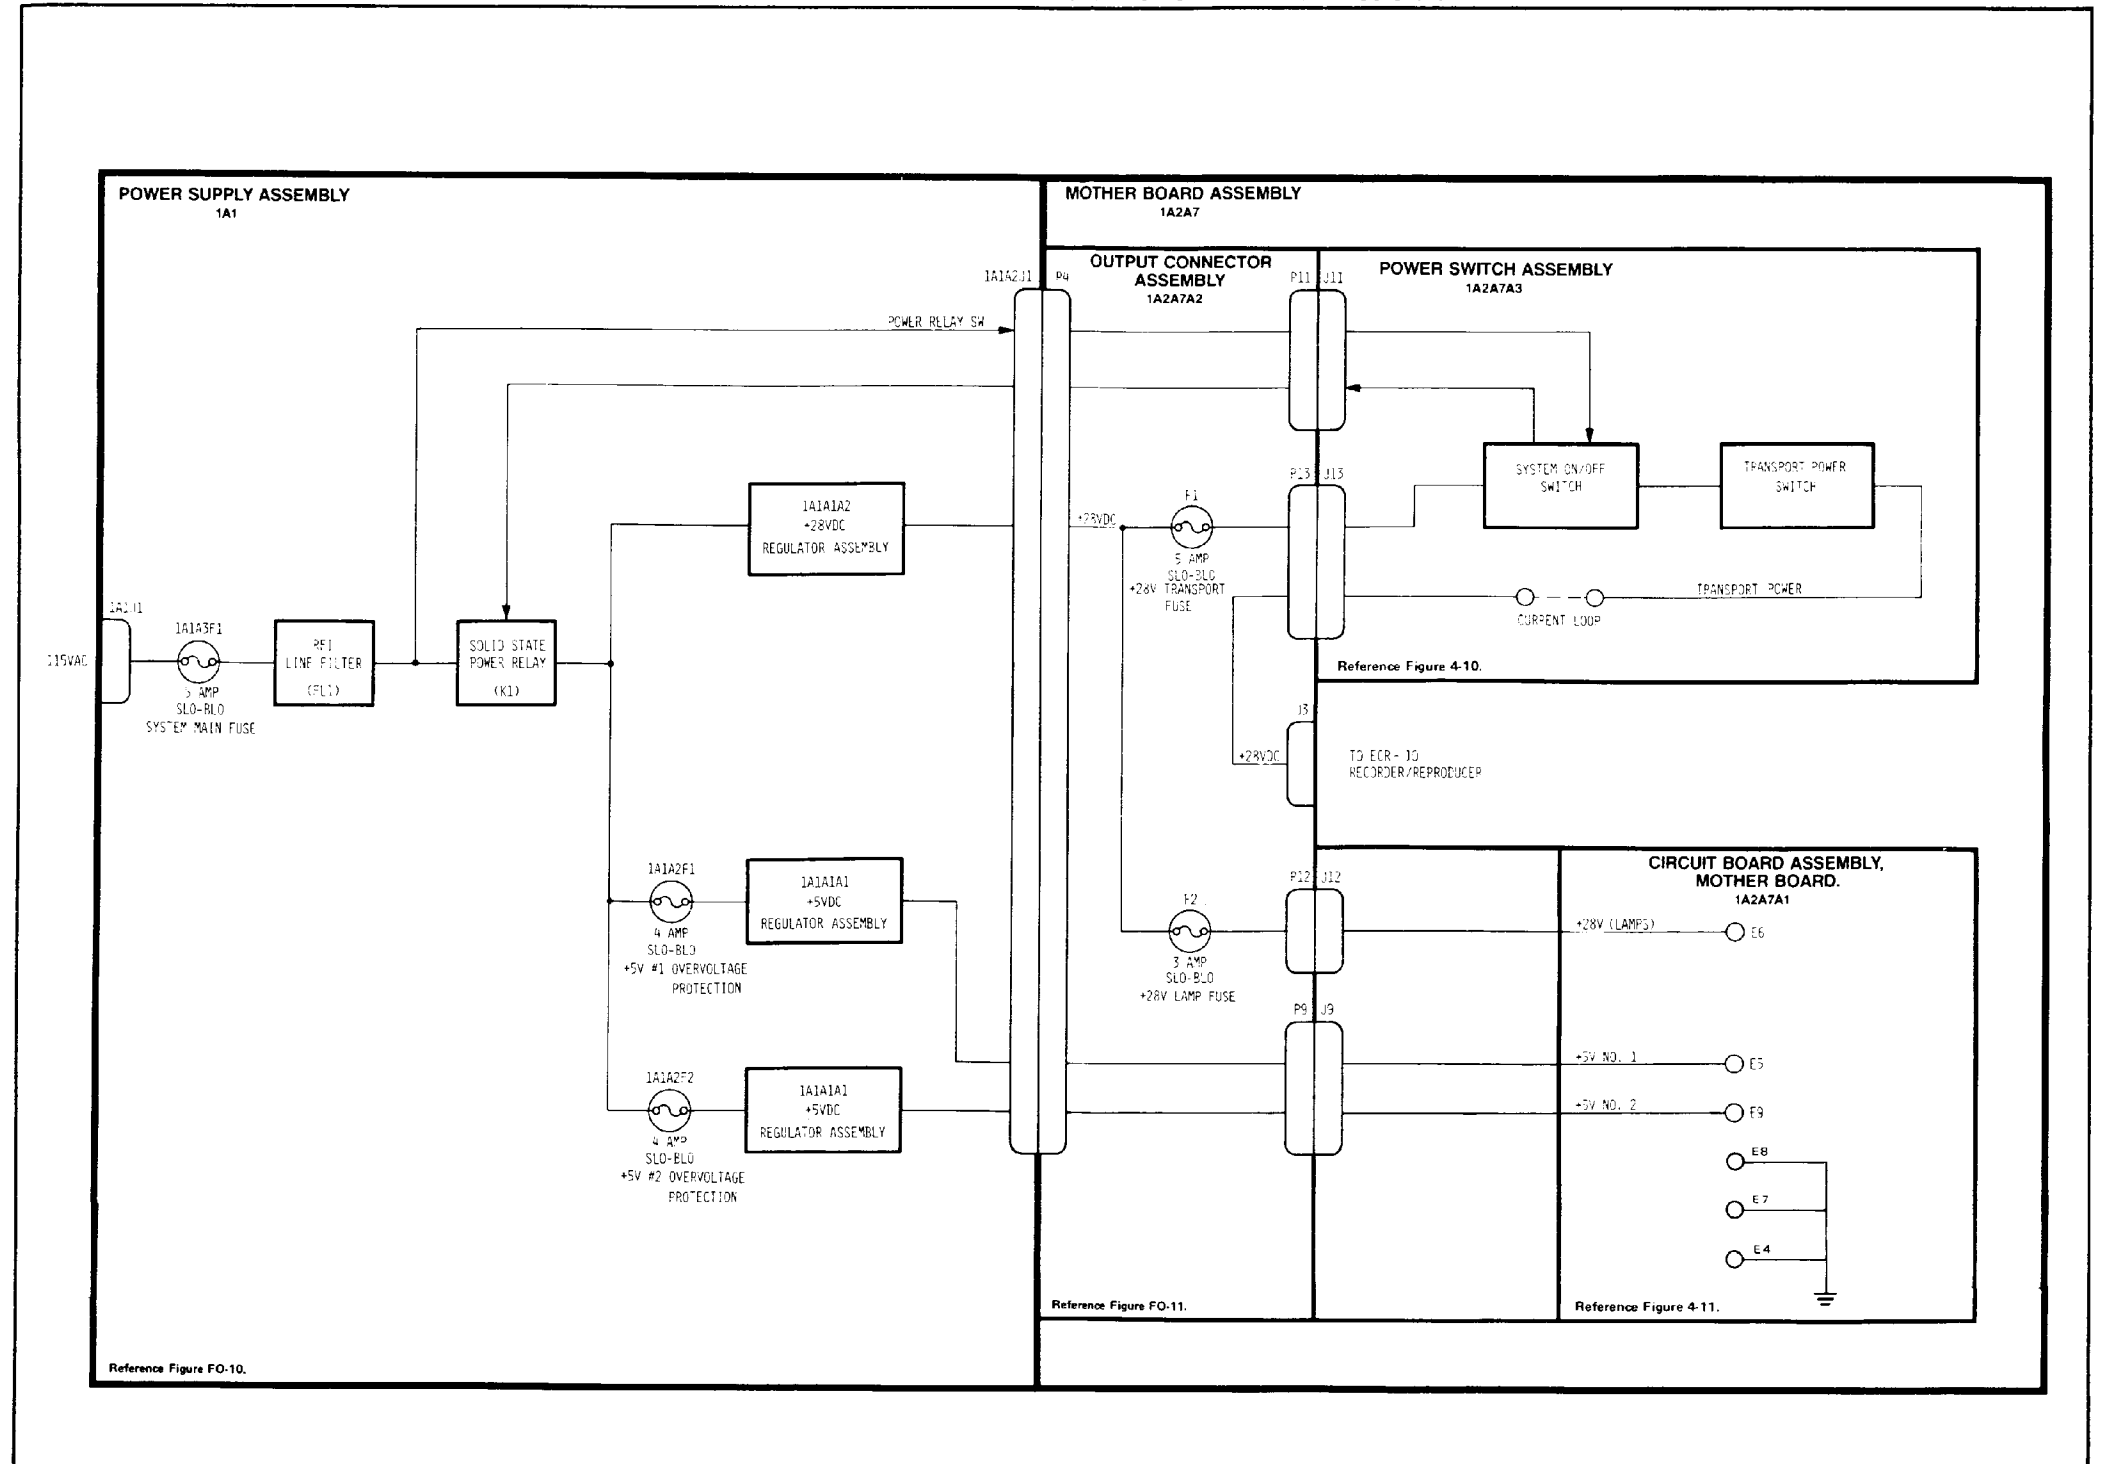 POWER SUPPLY ASSEMBLY
1A1
MOTHER BOARD ASSEMBLY
1A2A7
OUTPUT CONNECTOR
ASSEMBLY
1A2A7A2
POWER SWITCH ASSEMBLY
1A2A7A3
1A1A2J1
P4
P11
J11
POWER RELAY SW
SYSTEM ON/OFF
SWITCH
TRANSPORT POWER
SWITCH
P13
J13
1A1A1A2
+28VDC
REGULATOR ASSEMBLY
+28VDC
F1
5 AMP
SLO-BLO
+28V TRANSPORT
FUSE
TRANSPORT POWER
CURRENT LOOP
Reference Figure 4-10.
115VAC
1A1J1
1A1A3F1
5 AMP
SLO-BLO
SYSTEM MAIN FUSE
RFI
LINE FILTER
(FL1)
SOLID STATE
POWER RELAY
(K1)
J3
+28VDC
TO ECR-10
RECORDER/REPRODUCER
1A1A2F1
4 AMP
SLO-BLO
+5V #1 OVERVOLTAGE
PROTECTION
1A1A1A1
+5VDC
REGULATOR ASSEMBLY
F2
3 AMP
SLO-BLO
+28V LAMP FUSE
P12
J12
CIRCUIT BOARD ASSEMBLY,
MOTHER BOARD.
1A2A7A1
+28V (LAMPS)
E6
P9
J9
+5V NO. 1
E5
+5V NO. 2
E9
1A1A2F2
4 AMP
SLO-BLO
+5V #2 OVERVOLTAGE
PROTECTION
1A1A1A1
+5VDC
REGULATOR ASSEMBLY
E8
E7
E4
Reference Figure FO-11.
Reference Figure 4-11.
Reference Figure FO-10.